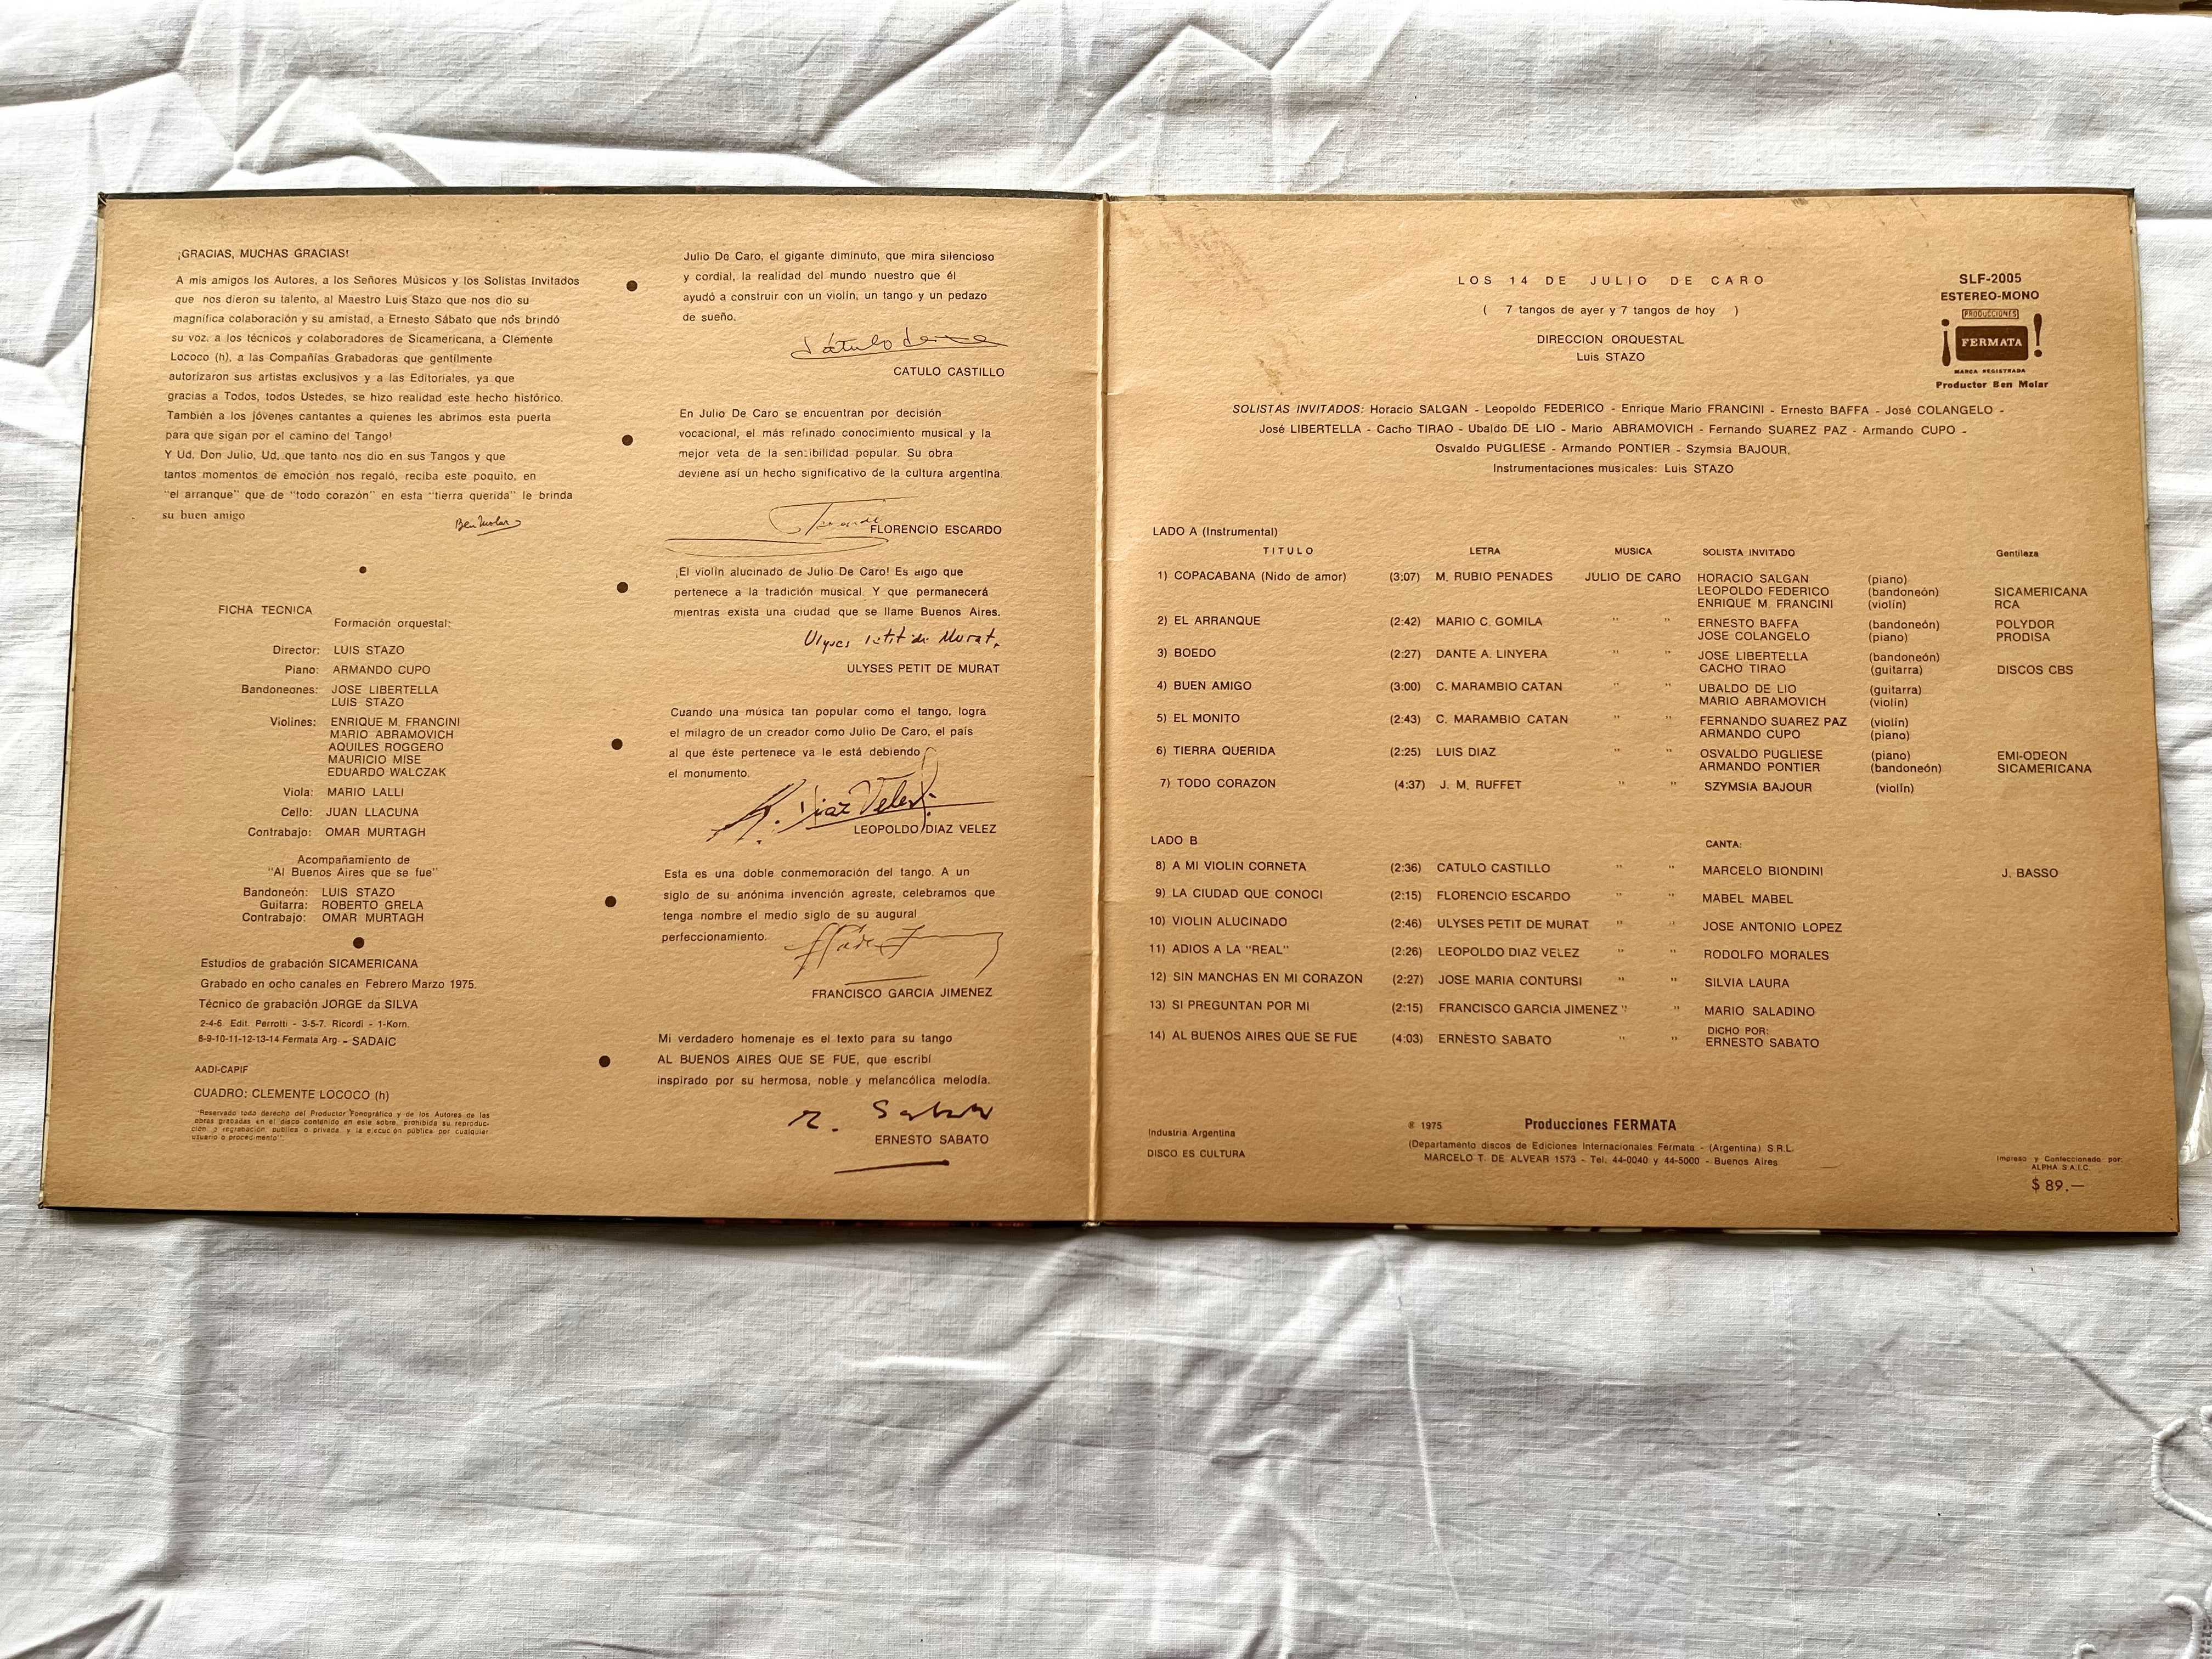 ¡GRACIAS, MUCHAS GRACIAS!
A mis amigos los Autores, a los Señores Músicos y los Solistas Invitados
que nos dieron su talento, al Maestro Luis Stazo que nos dio su
magnífica colaboración y su amistad, a Ernesto Sábato que nos brindó
su voz, a los técnicos y colaboradores de Sicamericana, a Clemente
Lococo (h), a las Compañías Grabadoras que gentilmente
autorizaron sus artistas exclusivos y a las Editoriales, ya que
gracias a Todos, todos Ustedes, se hizo realidad este hecho histórico.
También a los jóvenes cantantes a quienes les abrimos esta puerta
para que sigan por el camino del Tango!
Y Ud. Don Julio, Ud. que tanto nos dio en sus Tangos y que
tantos momentos de emoción nos regaló, reciba este poquito, en
"el arranque" que de "todo corazón" en esta "tierra querida" le brinda
su buen amigo
Ben Molar
FICHA TECNICA
Formación orquestal:
Director: LUIS STAZO
Piano: ARMANDO CUPO
Bandoneones: JOSE LIBERTELLA
LUIS STAZO
Violines: ENRIQUE M. FRANCINI
MARIO ABRAMOVICH
AQUILES ROGGERO
MAURICIO MISE
EDUARDO WALCZAK
Viola: MARIO LALLI
Cello: JUAN LLACUNA
Contrabajo: OMAR MURTAGH
Acompañamiento de
"Al Buenos Aires que se fue"
Bandoneón: LUIS STAZO
Guitarra: ROBERTO GRELA
Contrabajo: OMAR MURTAGH
Estudios de grabación SICAMERICANA
Grabado en ocho canales en Febrero Marzo 1975.
Técnico de grabación JORGE da SILVA
2-4-6. Edit. Perrotti - 3-5-7. Ricordi - 1-Korn.
8-9-10-11-12-13-14 Fermata Arg. - SADAIC
AADI-CAPIF
CUADRO: CLEMENTE LOCOCO (h)
"Reservado todo derecho del Productor Fonográfico y de los Autores de las
obras grabadas en el disco contenido en este sobre, prohibida su reproduc-
ción o regrabación pública o privada y la ejecución pública por cualquier
usuario o procedimiento".
Julio De Caro, el gigante diminuto, que mira silencioso
y cordial, la realidad del mundo nuestro que él
ayudó a construir con un violín, un tango y un pedazo
de sueño.
CATULO CASTILLO
En Julio De Caro se encuentran por decisión
vocacional, el más refinado conocimiento musical y la
mejor veta de la sensibilidad popular. Su obra
deviene así un hecho significativo de la cultura argentina.
FLORENCIO ESCARDO
¡El violín alucinado de Julio De Caro! Es algo que
pertenece a la tradición musical. Y que permanecerá
mientras exista una ciudad que se llame Buenos Aires.
Ulyses Petit de Murat.
ULYSES PETIT DE MURAT
Cuando una música tan popular como el tango, logra
el milagro de un creador como Julio De Caro, el país
al que éste pertenece ya le está debiendo
el monumento.
Diaz Velez
LEOPOLDO DIAZ VELEZ
Esta es una doble conmemoración del tango. A un
siglo de su anónima invención agreste, celebramos que
tenga nombre el medio siglo de su augural
perfeccionamiento.
FRANCISCO GARCIA JIMENEZ
Mi verdadero homenaje es el texto para su tango
AL BUENOS AIRES QUE SE FUE, que escribí
inspirado por su hermosa, noble y melancólica melodía.
E. Sabato
ERNESTO SABATO
LOS 14 DE JULIO DE CARO
( 7 tangos de ayer y 7 tangos de hoy )
DIRECCION ORQUESTAL
Luis STAZO
SLF-2005
ESTEREO-MONO
PRODUCCIONES
¡FERMATA!
MARCA REGISTRADA
Productor Ben Molar
SOLISTAS INVITADOS: Horacio SALGAN - Leopoldo FEDERICO - Enrique Mario FRANCINI - Ernesto BAFFA - José COLANGELO -
José LIBERTELLA - Cacho TIRAO - Ubaldo DE LIO - Mario ABRAMOVICH - Fernando SUAREZ PAZ - Armando CUPO -
Osvaldo PUGLIESE - Armando PONTIER - Szymsia BAJOUR,
Instrumentaciones musicales: Luis STAZO
LADO A (Instrumental)
TITULO LETRA MUSICA SOLISTA INVITADO Gentileza
1) COPACABANA (Nido de amor) (3:07) M. RUBIO PENADES JULIO DE CARO HORACIO SALGAN (piano)
LEOPOLDO FEDERICO (bandoneón) SICAMERICANA
ENRIQUE M. FRANCINI (violín) RCA
2) EL ARRANQUE (2:42) MARIO C. GOMILA " " ERNESTO BAFFA (bandoneón) POLYDOR
JOSE COLANGELO (piano) PRODISA
3) BOEDO (2:27) DANTE A. LINYERA " " JOSE LIBERTELLA (bandoneón)
CACHO TIRAO (guitarra) DISCOS CBS
4) BUEN AMIGO (3:00) C. MARAMBIO CATAN " " UBALDO DE LIO (guitarra)
MARIO ABRAMOVICH (violín)
5) EL MONITO (2:43) C. MARAMBIO CATAN " " FERNANDO SUAREZ PAZ (violín)
ARMANDO CUPO (piano)
6) TIERRA QUERIDA (2:25) LUIS DIAZ " " OSVALDO PUGLIESE (piano) EMI-ODEON
ARMANDO PONTIER (bandoneón) SICAMERICANA
7) TODO CORAZON (4:37) J. M. RUFFET " " SZYMSIA BAJOUR (violín)
LADO B CANTA:
8) A MI VIOLIN CORNETA (2:36) CATULO CASTILLO " " MARCELO BIONDINI J. BASSO
9) LA CIUDAD QUE CONOCI (2:15) FLORENCIO ESCARDO " " MABEL MABEL
10) VIOLIN ALUCINADO (2:46) ULYSES PETIT DE MURAT " " JOSE ANTONIO LOPEZ
11) ADIOS A LA "REAL" (2:26) LEOPOLDO DIAZ VELEZ " " RODOLFO MORALES
12) SIN MANCHAS EN MI CORAZON (2:27) JOSE MARIA CONTURSI " " SILVIA LAURA
13) SI PREGUNTAN POR MI (2:15) FRANCISCO GARCIA JIMENEZ " " MARIO SALADINO
14) AL BUENOS AIRES QUE SE FUE (4:03) ERNESTO SABATO " " DICHO POR:
ERNESTO SABATO
Industria Argentina
DISCO ES CULTURA
℗ 1975 Producciones FERMATA
(Departamento discos de Ediciones Internacionales Fermata - (Argentina) S.R.L.
MARCELO T. DE ALVEAR 1573 - Tel. 44-0040 y 44-5000 - Buenos Aires
Impreso y Confeccionado por:
ALPHA S.A.I.C.
$ 89.—